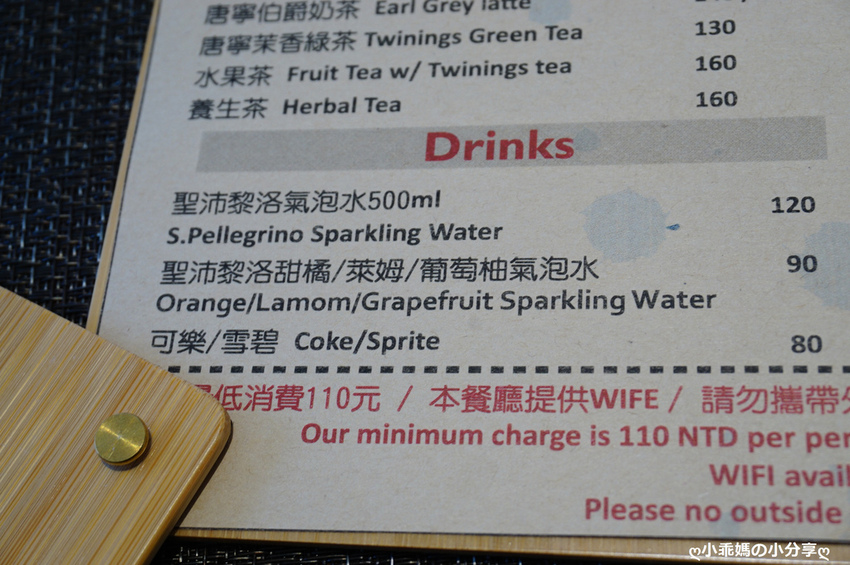 唐寧伯爵奶茶 Earl Grey latte
唐寧茉香綠茶 Twinings Green Tea 130
水果茶 Fruit Tea w/ Twinings tea 160
養生茶 Herbal Tea 160
Drinks
聖沛黎洛氣泡水500ml 120
S.Pellegrino Sparkling Water
聖沛黎洛甜橘/萊姆/葡萄柚氣泡水 90
Orange/Lamom/Grapefruit Sparkling Water
可樂/雪碧 Coke/Sprite 80
低消費110元 / 本餐廳提供WIFE / 請勿攜帶
Our minimum charge is 110 NTD per per
WIFI avail
Please no outside
ღ小乖媽の小分享ღ